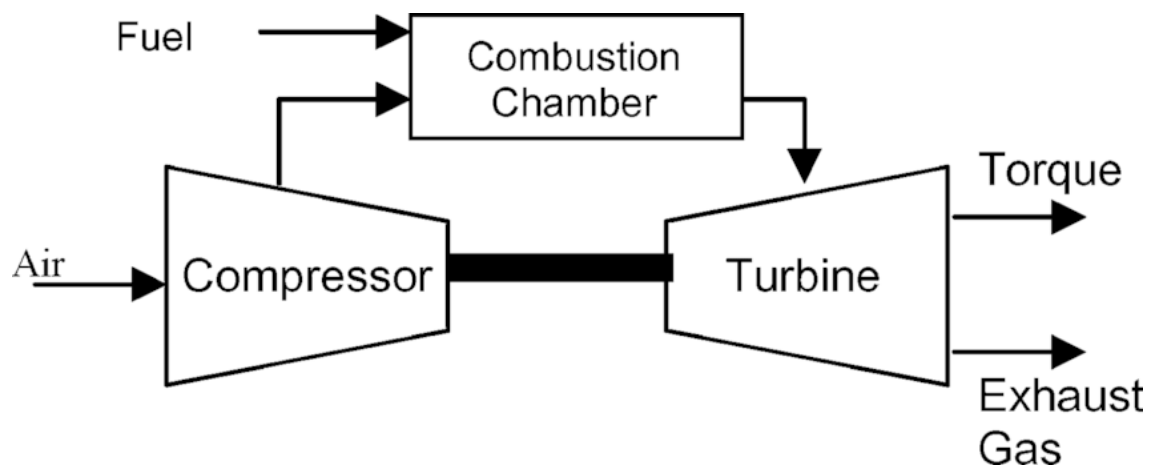 Fuel
Combustion
Chamber
Torque
Air
Compressor
Turbine
Exhaust
Gas